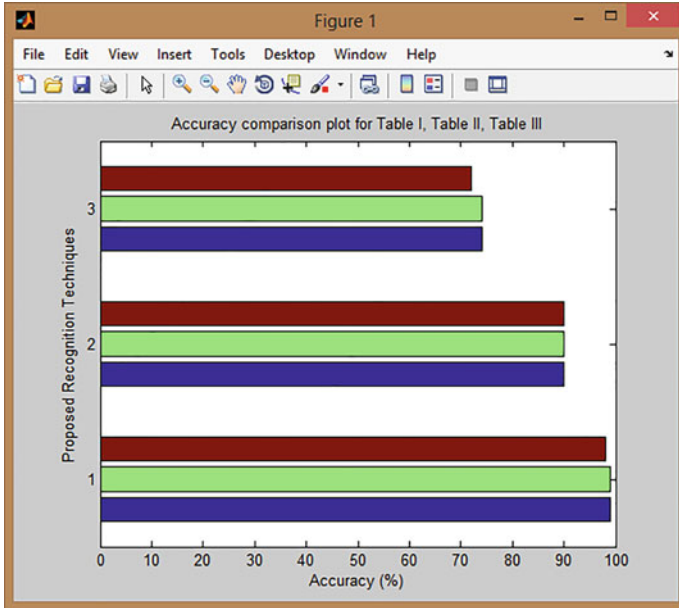 Figure 1
File Edit View Insert Tools Desktop Window Help
Accuracy comparison plot for Table I, Table II, Table III
Proposed Recognition Techniques
3
2
1
0 10 20 30 40 50 60 70 80 90 100
Accuracy (%)